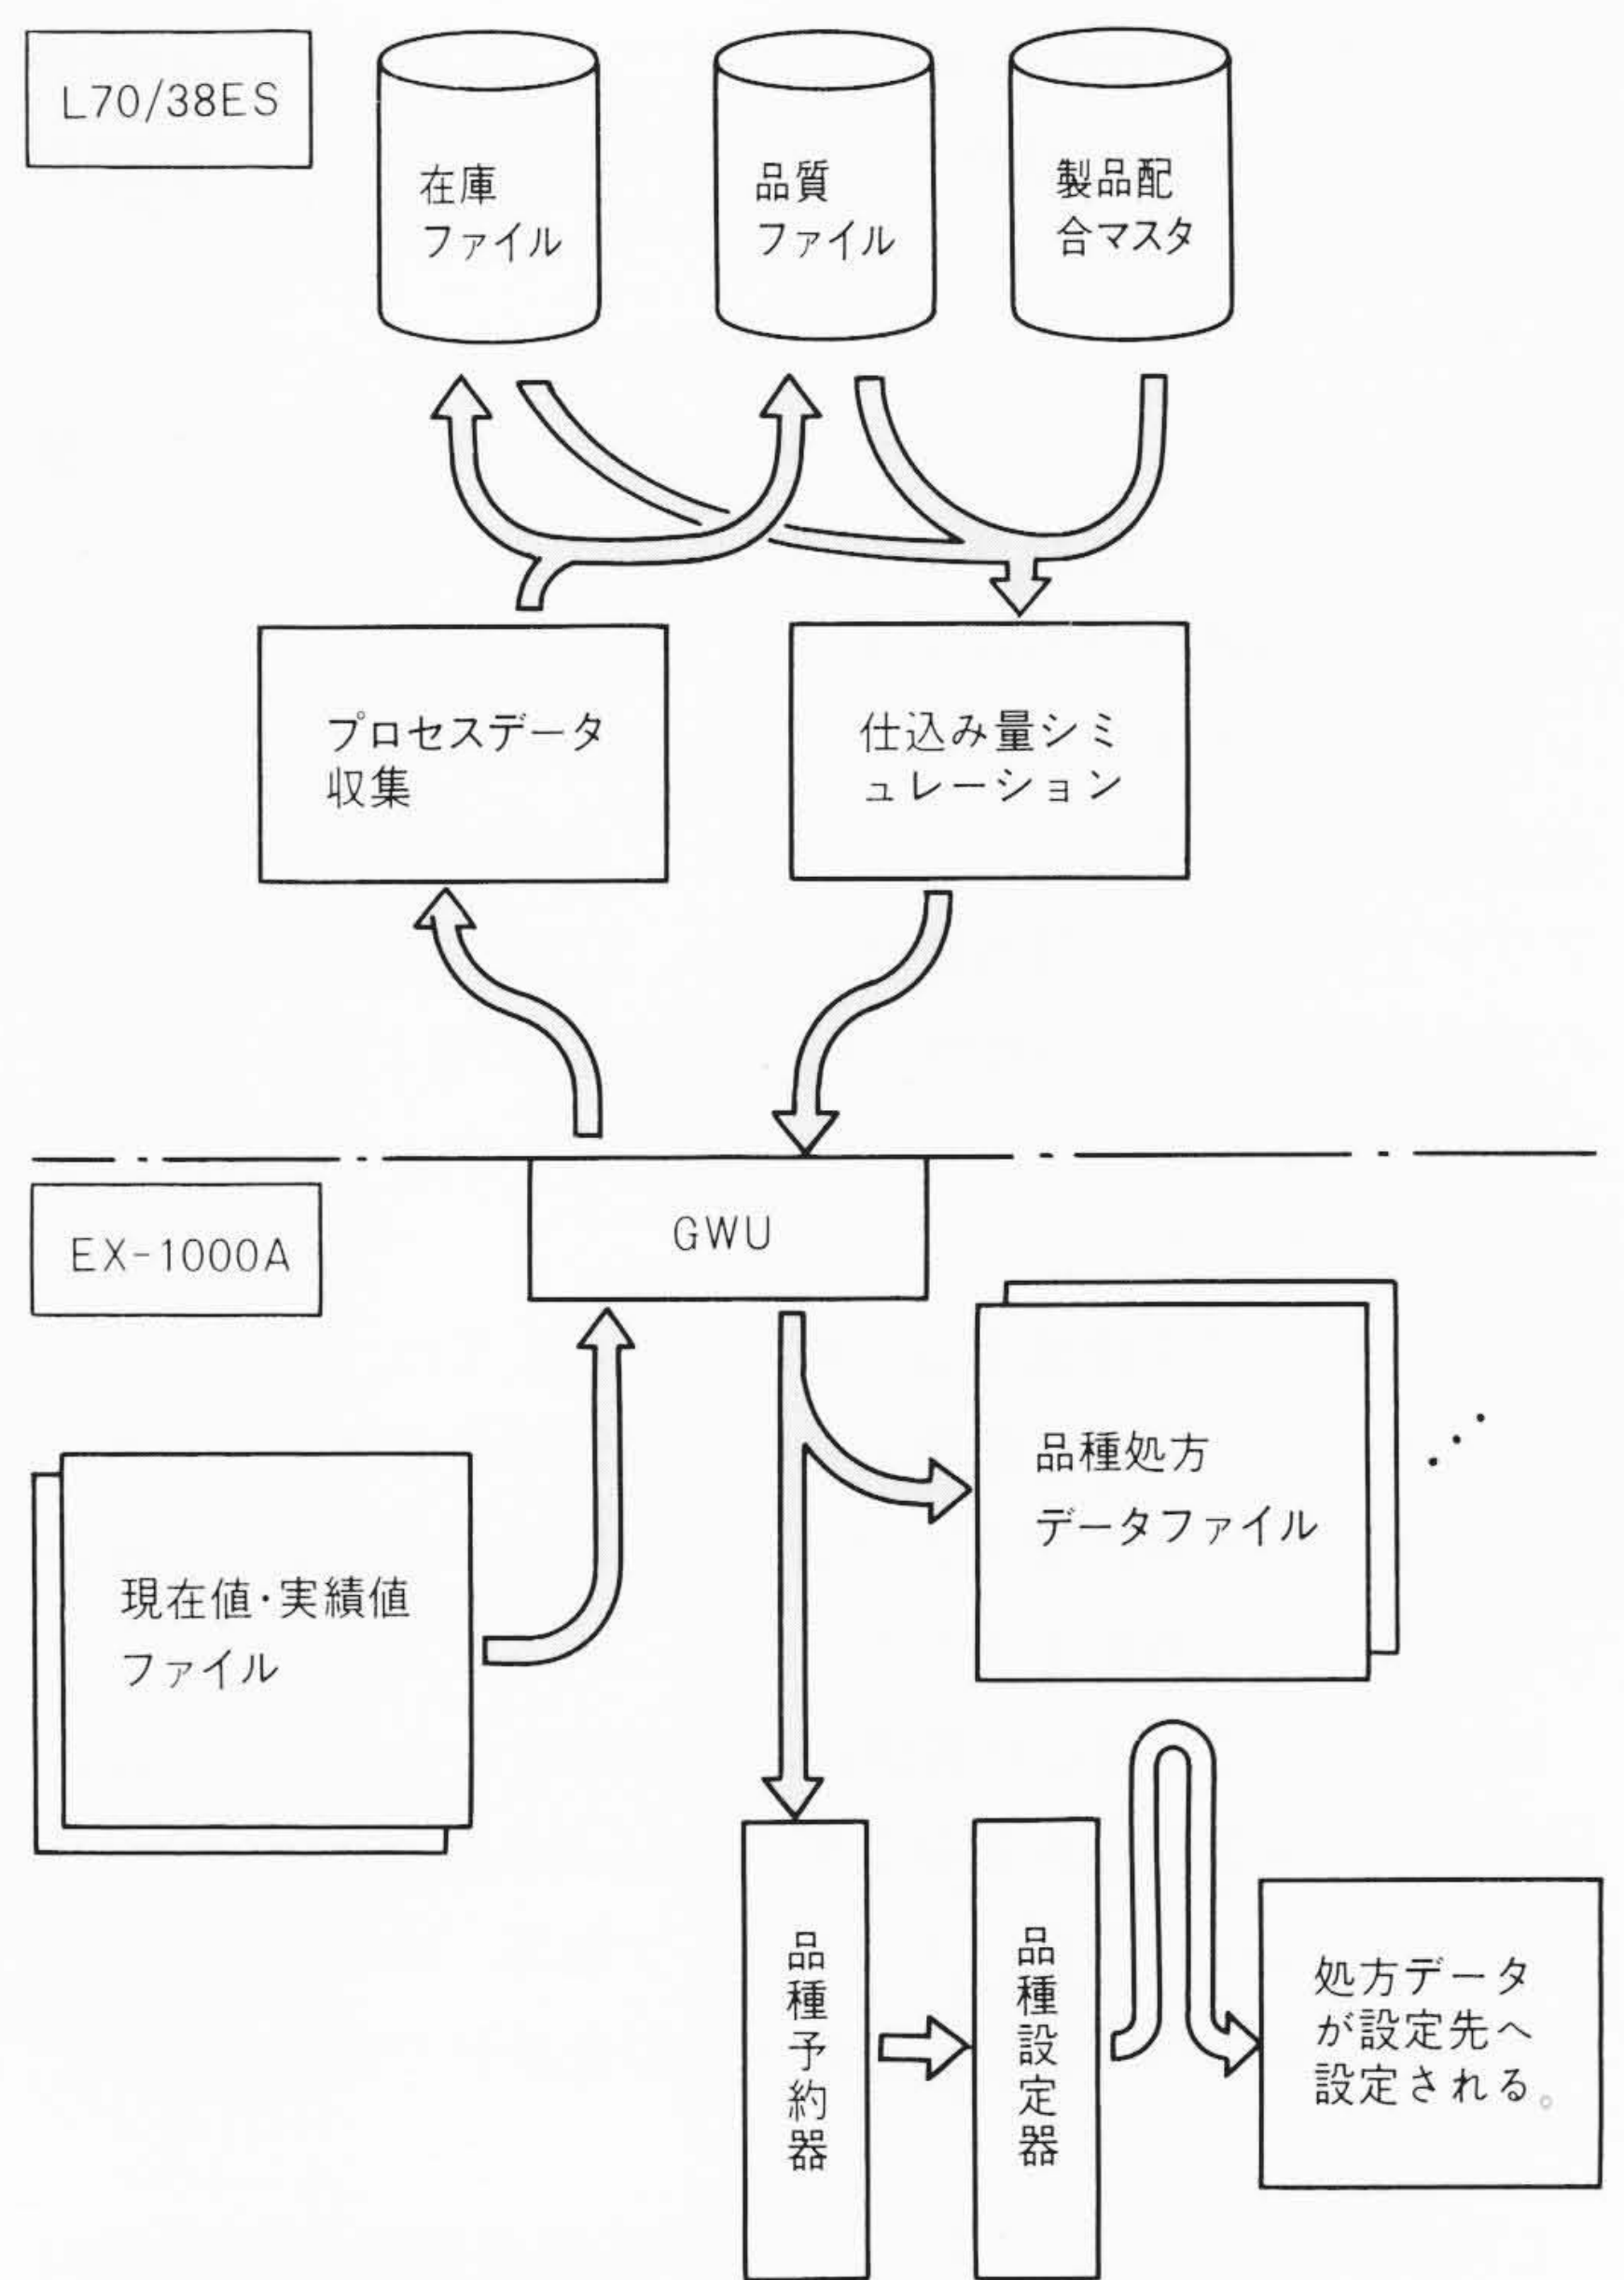 L70/38ES
在庫
ファイル
品質
ファイル
製品配
合マスタ
プロセスデータ
収集
仕込み量シミ
ュレーション
GWU
EX-1000A
品種処方
データファイル
現在値・実績値
ファイル
品種予約器
品種設定器
処方データ
が設定先へ
設定される。